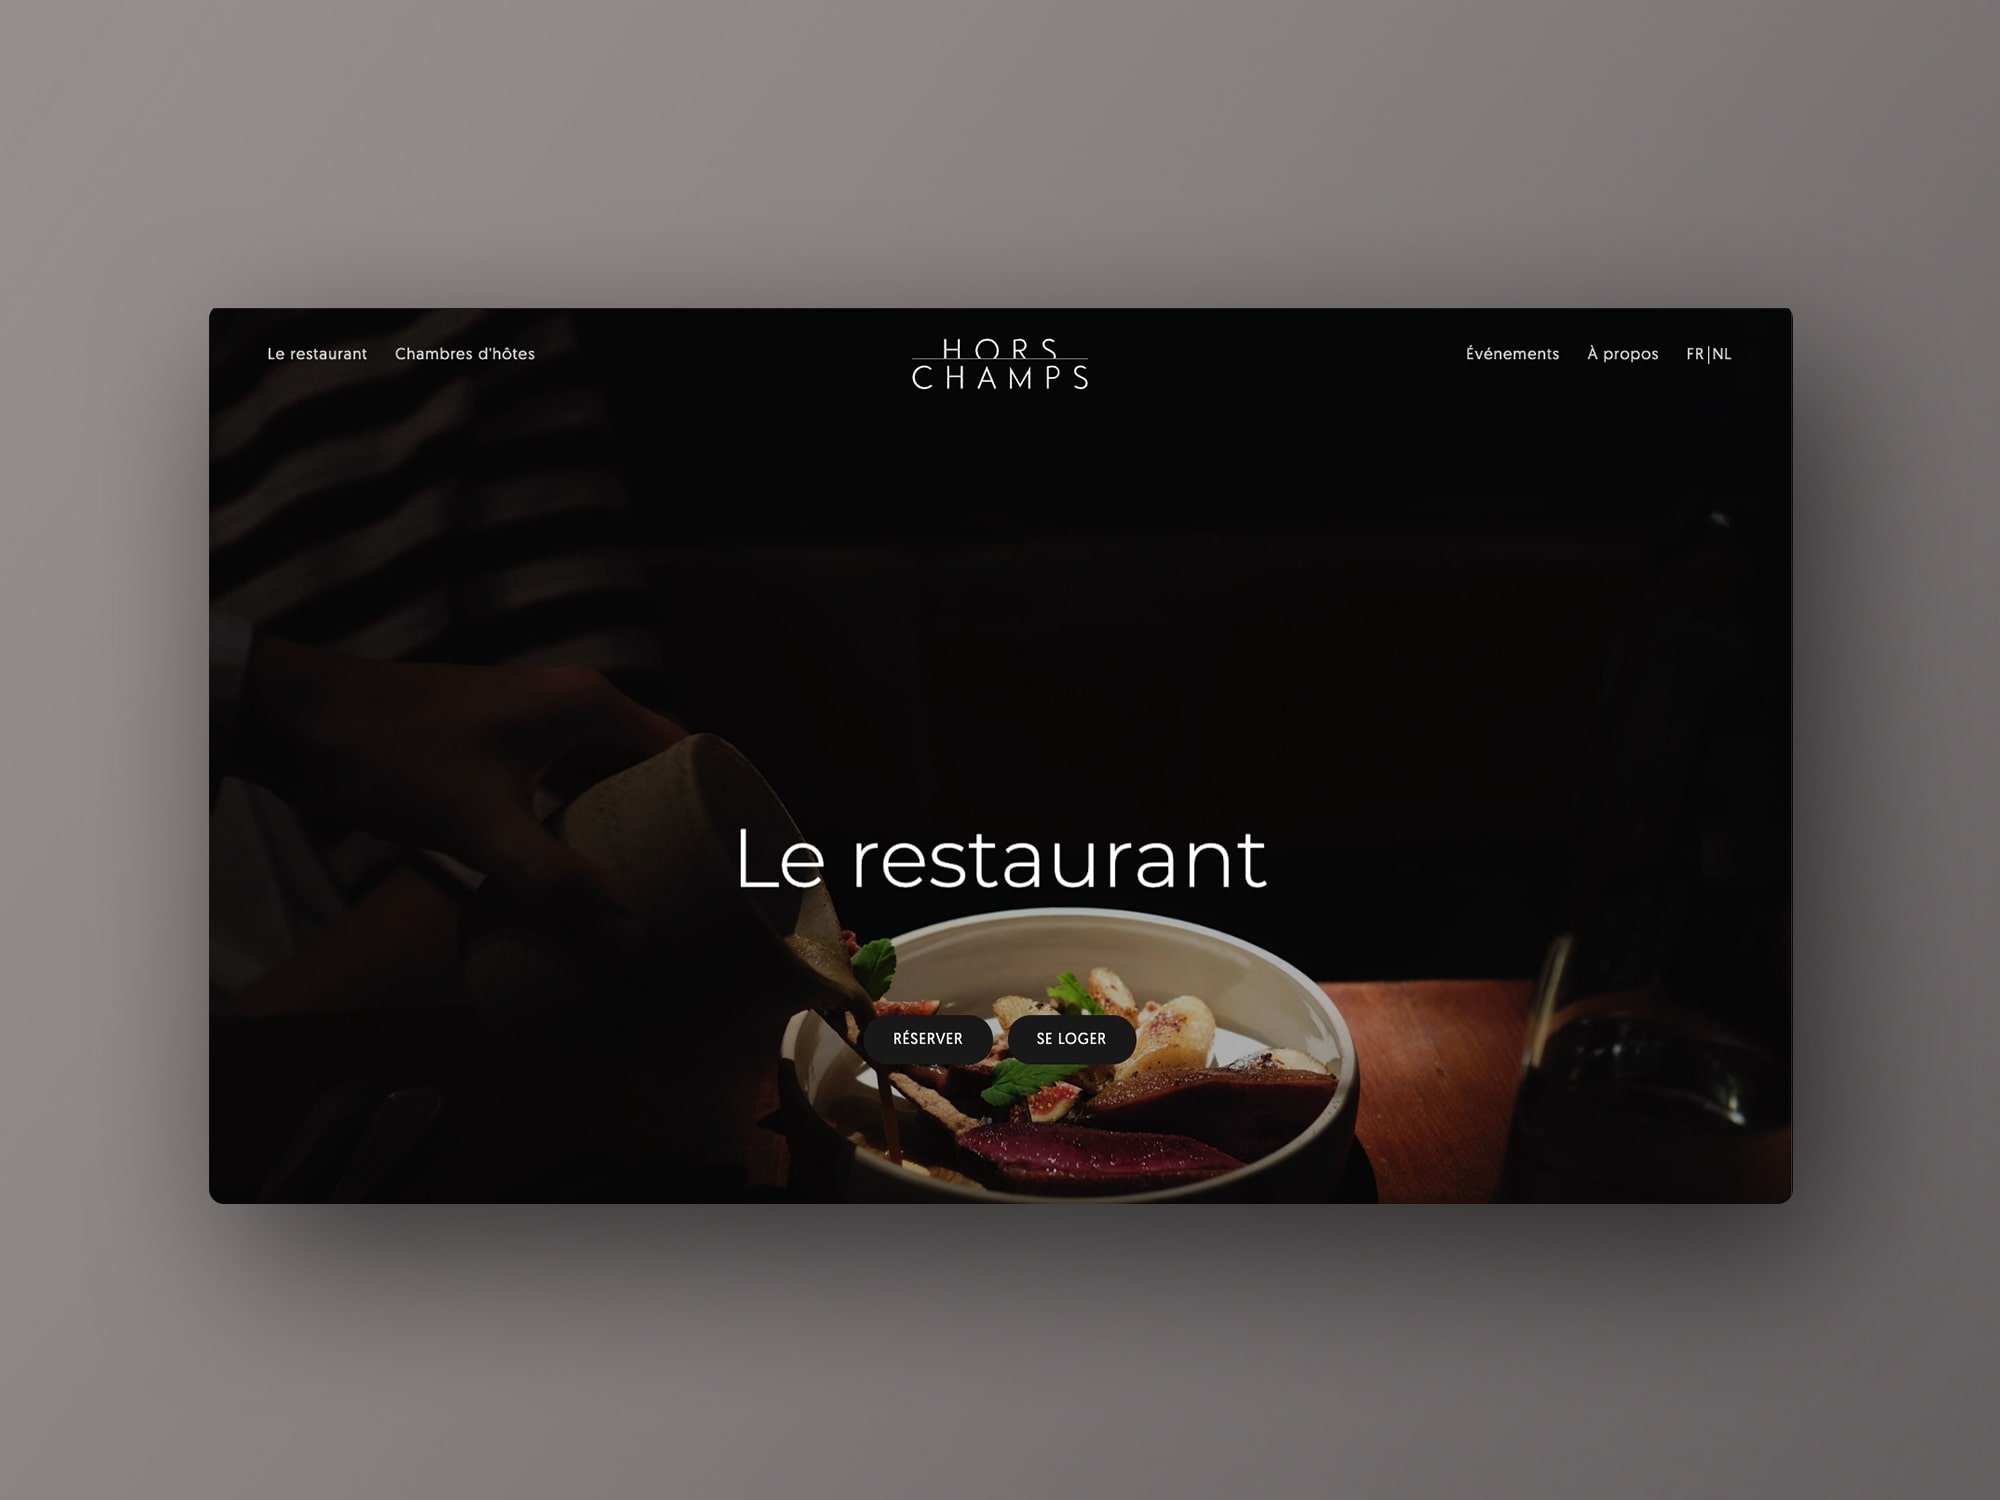 Le restaurant
Chambres d'hôtes
HORS
CHAMPS
Événements
À propos
FR|NL
Le restaurant
RÉSERVER
SE LOGER